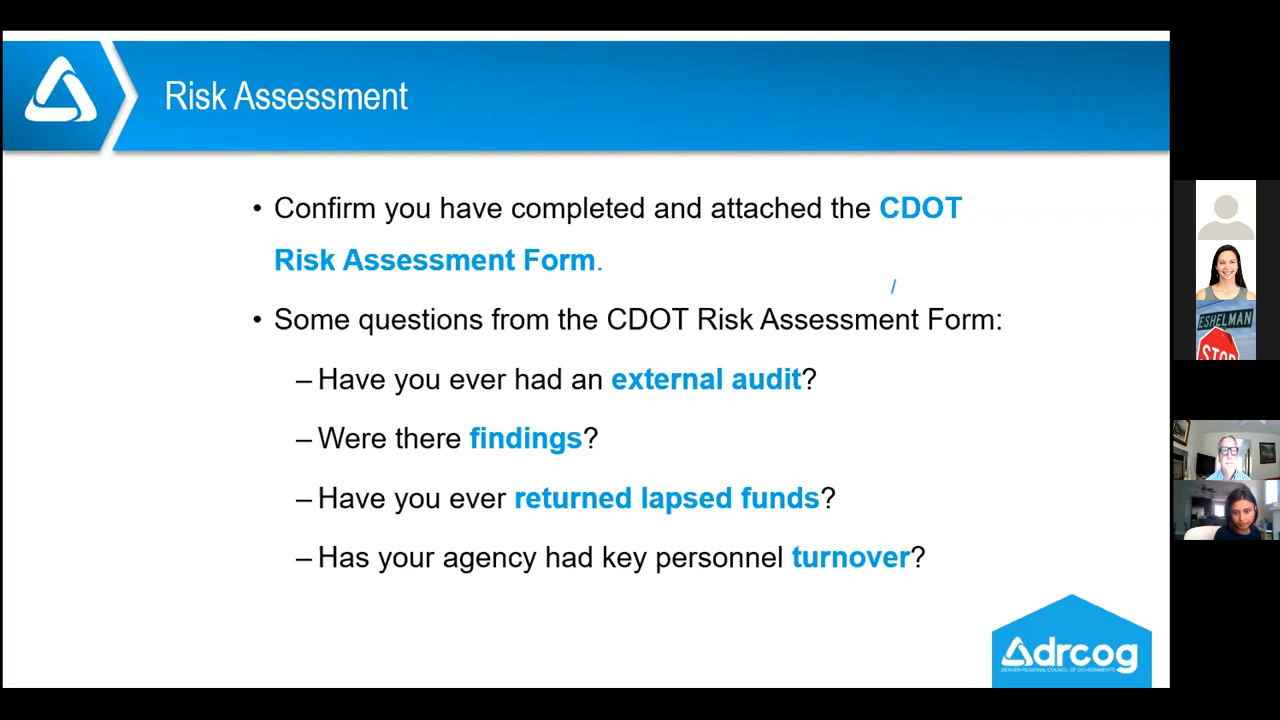 Risk Assessment
• Confirm you have completed and attached the CDOT
Risk Assessment Form.
• Some questions from the CDOT Risk Assessment Form:
– Have you ever had an external audit?
– Were there findings?
– Have you ever returned lapsed funds?
– Has your agency had key personnel turnover?
drcog
DENVER REGIONAL COUNCIL OF GOVERNMENTS
ESHELMAN
STOP